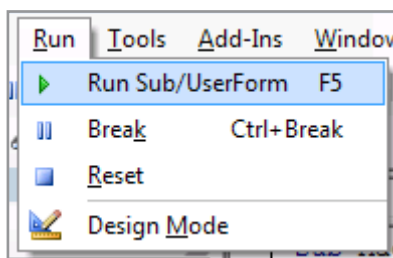 Run Tools Add-Ins Window
Run Sub/UserForm F5
Break Ctrl+Break
Reset
Design Mode